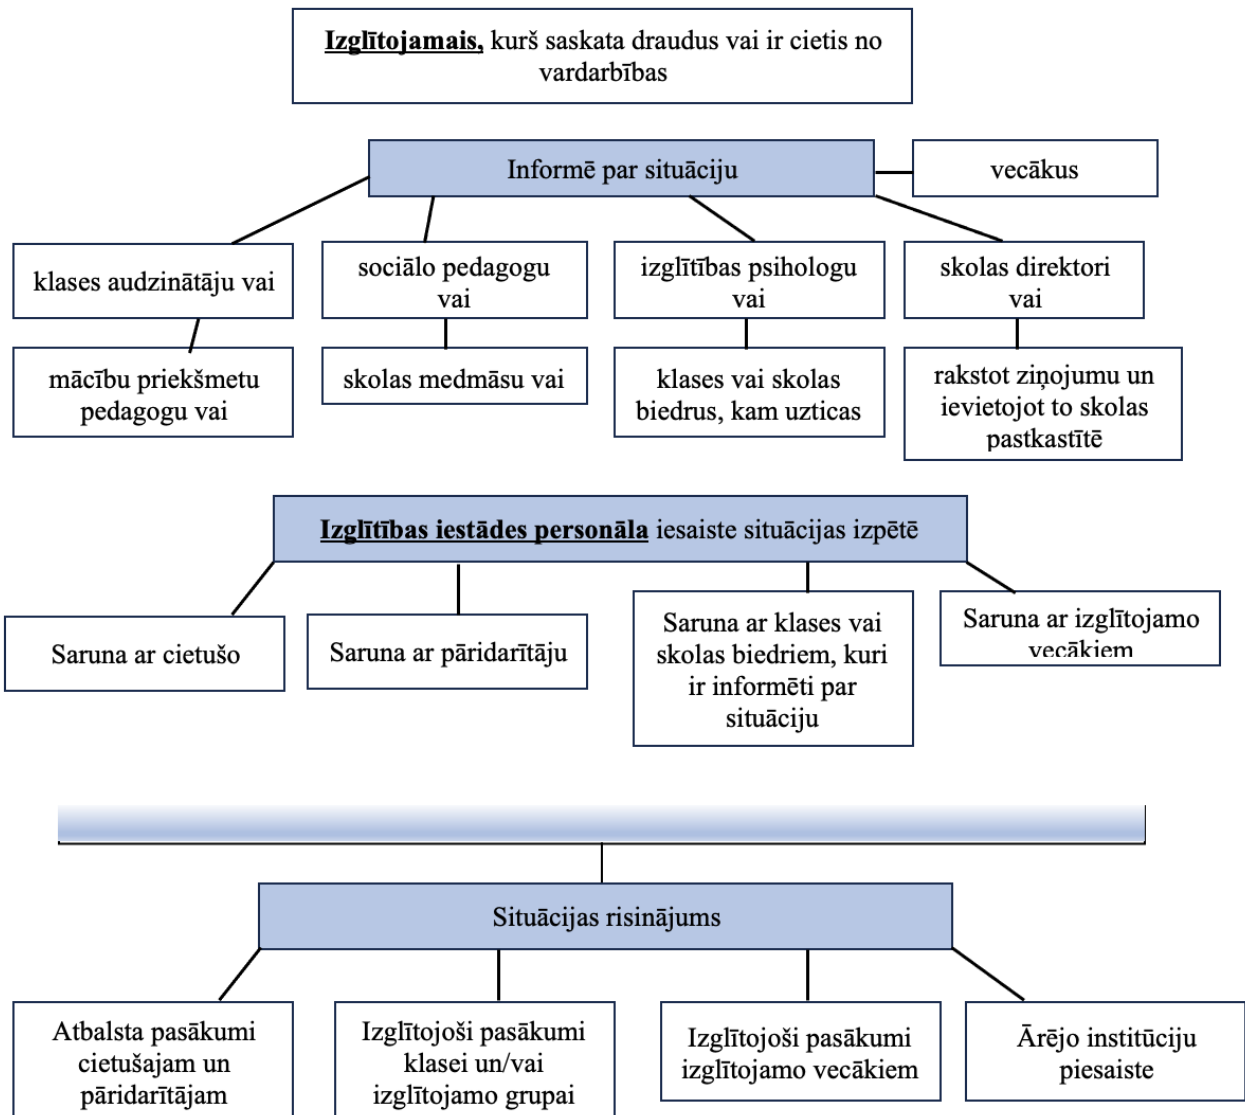 Izglītojamais, kurš saskata draudus vai ir cietis no
vardarbības
Informē par situāciju
vecākus
klases audzinātāju vai
sociālo pedagogu
vai
izglītības psihologu
vai
skolas direktori
vai
mācību priekšmetu
pedagogu vai
skolas medmāsu vai
klases vai skolas
biedrus, kam uzticas
rakstot ziņojumu un
ievietojot to skolas
pastkastītē
Izglītības iestādes personāla iesaiste situācijas izpētē
Saruna ar cietušo
Saruna ar pāridarītāju
Saruna ar klases vai
skolas biedriem, kuri
ir informēti par
situāciju
Saruna ar izglītojamo
vecākiem
Situācijas risinājums
Atbalsta pasākumi
cietušajam un
pāridarītājam
Izglītojoši pasākumi
klasei un/vai
izglītojamo grupai
Izglītojoši pasākumi
izglītojamo vecākiem
Ārējo institūciju
piesaiste